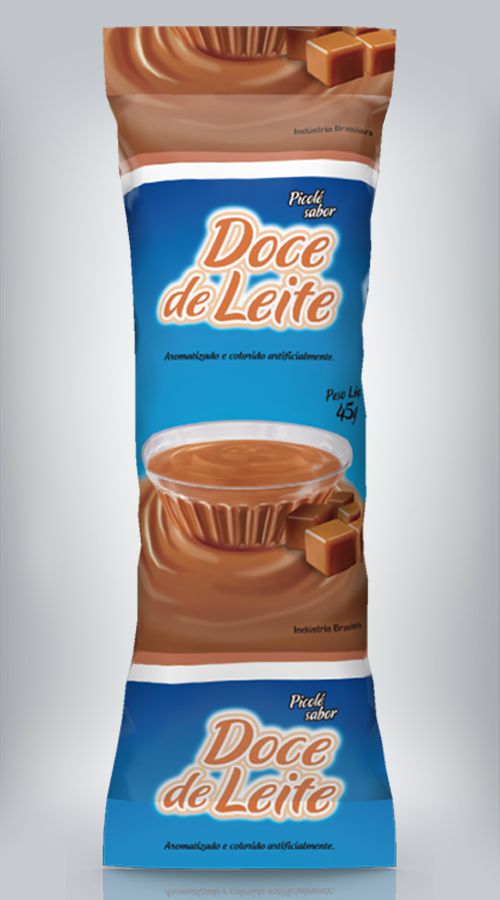 Indústria Brasileira
Picolé
sabor
Doce
de Leite
Aromatizado e colorido artificialmente.
Peso Líq
45g
Indústria Brasileira
Picolé
sabor
Doce
de Leite
Aromatizado e colorido artificialmente.